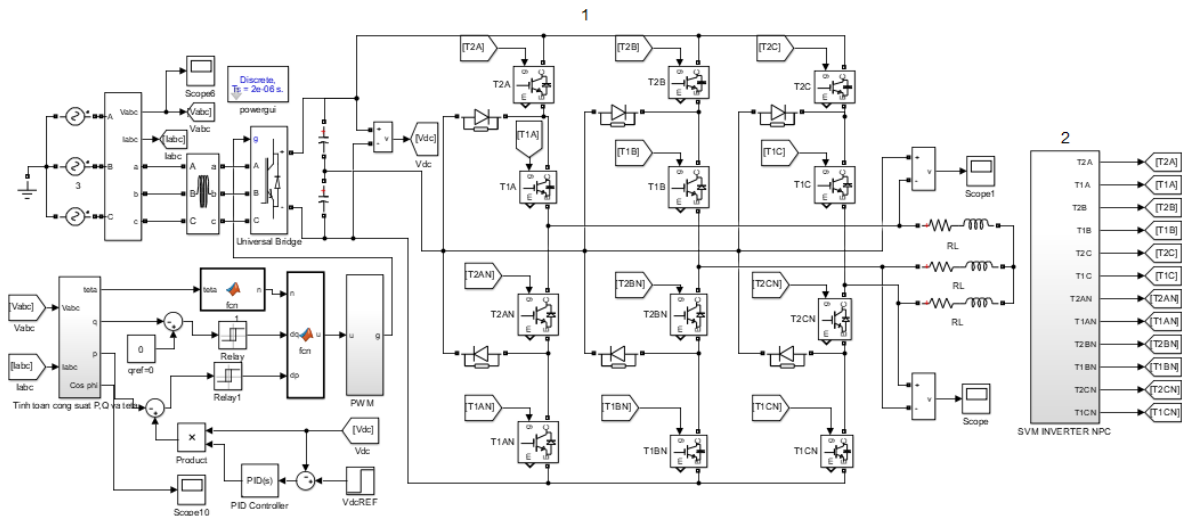 1
[T2A]
[T2B]
[T2C]
Discrete,
Ts = 2e-06 s.
powergui
Scope6
Vabc
[Vabc]
Vabc
Iabc
[Iabc]
Iabc
A
B
C
3
a
b
c
A
B
C
a
b
c
g
A
B
C
+
-
Universal Bridge
+
-
v
[Vdc]
Vdc
T2A
T2B
T2C
[T1A]
[T1B]
[T1C]
T1A
T1B
T1C
v
Scope1
RL
RL
[T2AN]
[T2BN]
[T2CN]
T2AN
T2BN
T2CN
[T1AN]
[T1BN]
[T1CN]
T1AN
T1BN
T1CN
v
Scope
2
T2A
[T2A]
T1A
[T1A]
T2B
[T2B]
T1B
[T1B]
T2C
[T2C]
T1C
[T1C]
T2AN
[T2AN]
T1AN
[T1AN]
T2BN
[T2BN]
T1BN
[T1BN]
T2CN
[T2CN]
T1CN
[T1CN]
SVM INVERTER NPC
[Vabc]
Vabc
[Iabc]
Iabc
Vabc
Iabc
teta
q
p
Cos phi
Tinh toan cong suat P,Q va teta
teta
n
fcn
1
0
qref=0
Relay
Relay1
n
dq
dp
u
fcn
u
g
PWM
×
Product
[Vdc]
Vdc
PID(s)
PID Controller
VdcREF
Scope10